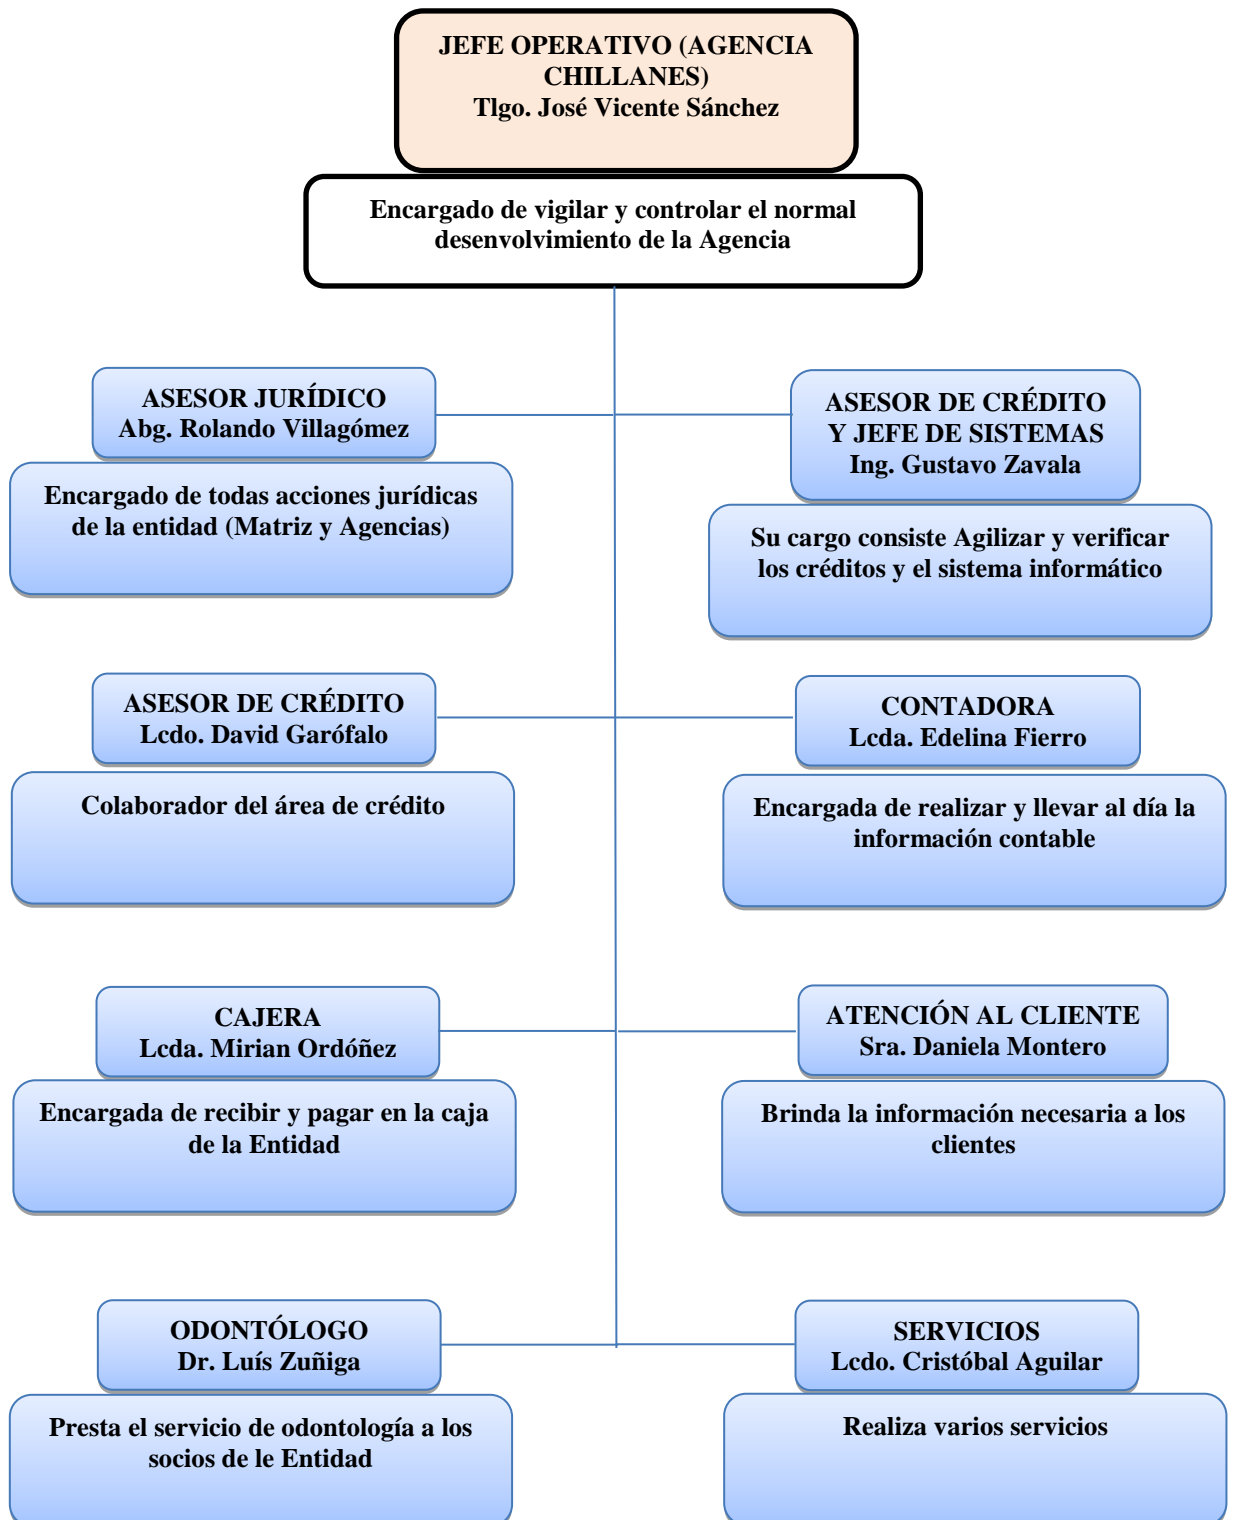 JEFE OPERATIVO (AGENCIA
CHILLANES)
Tlgo. José Vicente Sánchez
Encargado de vigilar y controlar el normal
desenvolvimiento de la Agencia
ASESOR JURÍDICO
Abg. Rolando Villagómez
Encargado de todas acciones jurídicas
de la entidad (Matriz y Agencias)
ASESOR DE CRÉDITO
Y JEFE DE SISTEMAS
Ing. Gustavo Zavala
Su cargo consiste Agilizar y verificar
los créditos y el sistema informático
ASESOR DE CRÉDITO
Lcdo. David Garófalo
Colaborador del área de crédito
CONTADORA
Lcda. Edelina Fierro
Encargada de realizar y llevar al día la
información contable
CAJERA
Lcda. Mirian Ordóñez
Encargada de recibir y pagar en la caja
de la Entidad
ATENCIÓN AL CLIENTE
Sra. Daniela Montero
Brinda la información necesaria a los
clientes
ODONTÓLOGO
Dr. Luís Zuñiga
Presta el servicio de odontología a los
socios de le Entidad
SERVICIOS
Lcdo. Cristóbal Aguilar
Realiza varios servicios